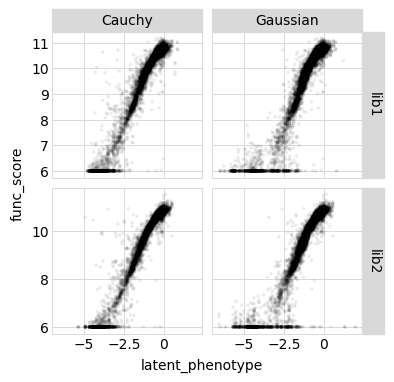 Cauchy Gaussian
11
10
9
8
7
6
lib1
func_score
10
8
6
lib2
−5 −2.5 0 −5 −2.5 0
latent_phenotype